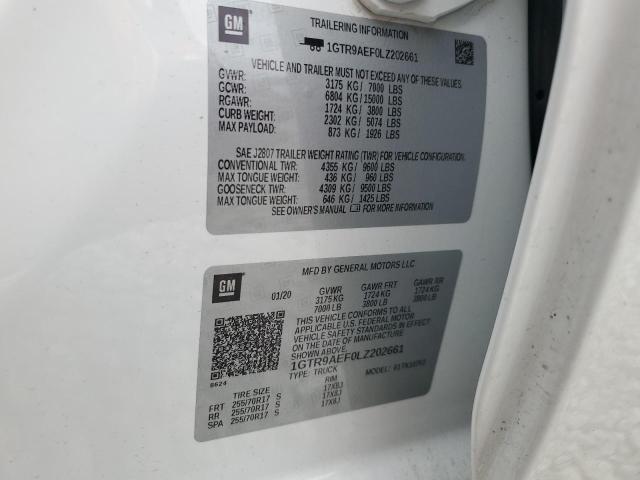 GM
TRAILERING INFORMATION
1GTR9AEF0LZ202661
VEHICLE AND TRAILER MUST NOT EXCEED ANY OF THESE VALUES
GVWR: 3175 KG / 7000 LBS
GCWR: 6804 KG / 15000 LBS
RGAWR: 1724 KG / 3800 LBS
CURB WEIGHT: 2302 KG / 5074 LBS
MAX PAYLOAD: 873 KG / 1926 LBS
SAE J2807 TRAILER WEIGHT RATING (TWR) FOR VEHICLE CONFIGURATION.
CONVENTIONAL TWR: 4355 KG / 9600 LBS
MAX TONGUE WEIGHT: 436 KG / 960 LBS
GOOSENECK TWR: 4309 KG / 9500 LBS
MAX TONGUE WEIGHT: 646 KG / 1425 LBS
SEE OWNER'S MANUAL FOR MORE INFORMATION
GM
MFD BY GENERAL MOTORS LLC
01/20 GVWR GAWR FRT GAWR RR
3175 KG 1724 KG 1724 KG
7000 LB 3800 LB 3800 LB
THIS VEHICLE CONFORMS TO ALL
APPLICABLE U.S. FEDERAL MOTOR
VEHICLE SAFETY STANDARDS IN EFFECT
ON THE DATE OF MANUFACTURE
SHOWN ABOVE.
1GTR9AEF0LZ202661
TYPE: TRUCK
8624
TIRE SIZE RIM
FRT 255/70R17 S 17X8J
RR 255/70R17 S 17X8J
SPA 255/70R17 S 17X8J